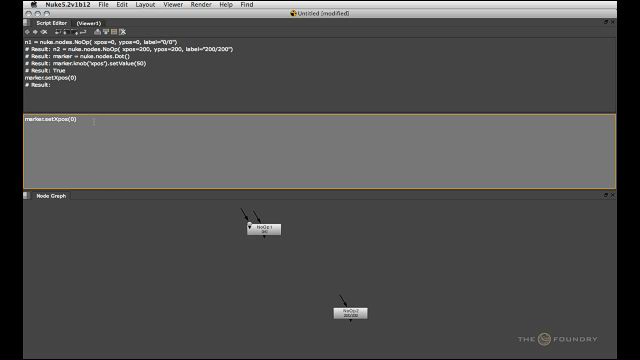 Nuke5.2v1b12 File Edit Layout Viewer Render Help
Untitled [modified]
Script Editor (Viewer1)
n1 = nuke.nodes.NoOp( xpos=0, ypos=0, label="0/0")
# Result: n2 = nuke.nodes.NoOp( xpos=200, ypos=200, label="200/200")
# Result: marker = nuke.nodes.Dot()
# Result: marker.knob("xpos").setValue(50)
# Result: True
marker.setXpos(0)
# Result:
marker.setXpos(0)
Node Graph
NoOp1
0/0
NoOp2
200/200
THE FOUNDRY